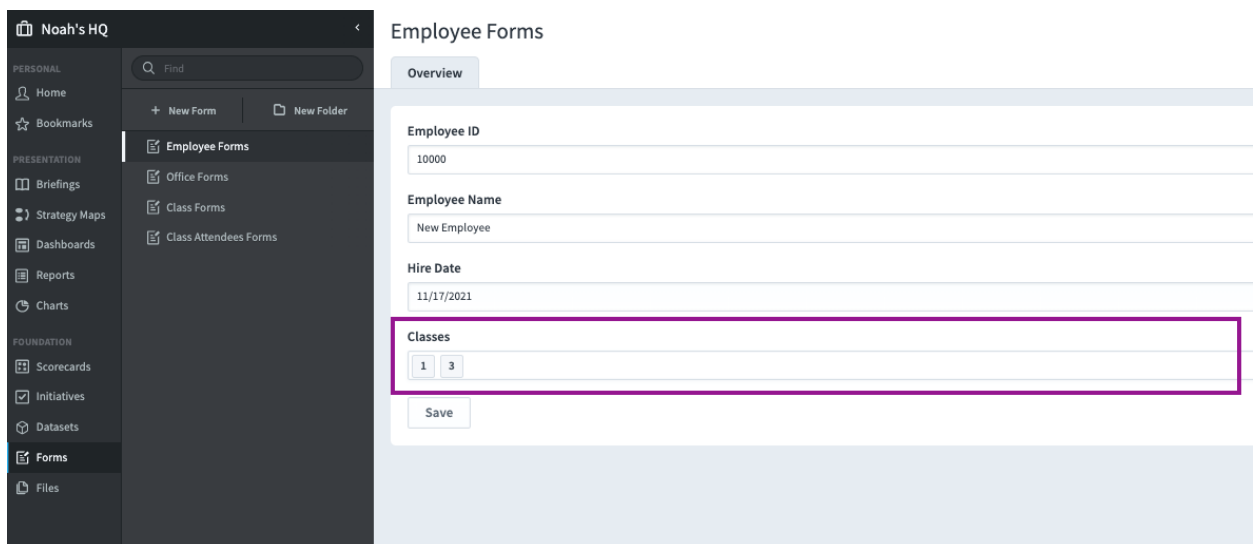 Noah's HQ
PERSONAL
Home
Bookmarks
PRESENTATION
Briefings
Strategy Maps
Dashboards
Reports
Charts
FOUNDATION
Scorecards
Initiatives
Datasets
Forms
Files
Find
+ New Form
New Folder
Employee Forms
Office Forms
Class Forms
Class Attendees Forms
Employee Forms
Overview
Employee ID
10000
Employee Name
New Employee
Hire Date
11/17/2021
Classes
1 3
Save